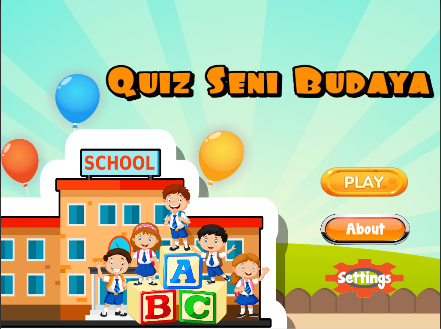 Quiz Seni Budaya
SCHOOL
PLAY
About
Settings
A
B C